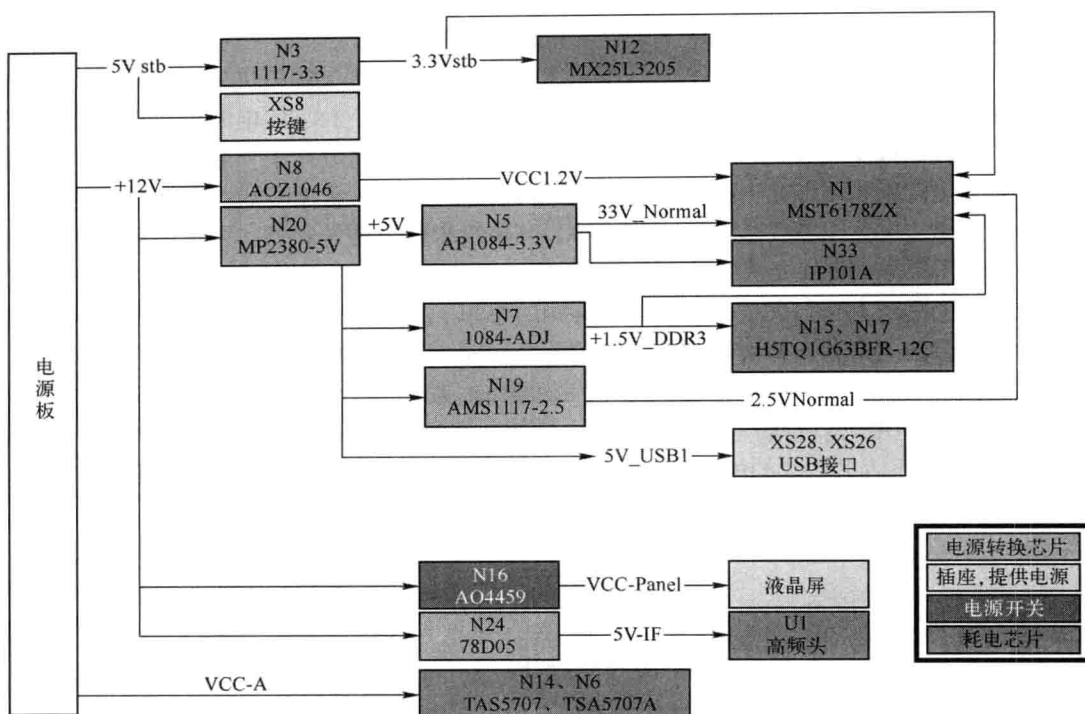 5V stb
N3
1117-3.3
3.3Vstb
N12
MX25L3205
XS8
按键
+12V
N8
AOZ1046
VCC1.2V
N1
MST6178ZX
N20
MP2380-5V
+5V
N5
AP1084-3.3V
33V_Normal
N33
IP101A
N7
1084-ADJ
+1.5V_DDR3
N15、N17
H5TQ1G63BFR-12C
电源板
N19
AMS1117-2.5
2.5VNormal
5V_USB1
XS28、XS26
USB接口
N16
AO4459
VCC-Panel
液晶屏
N24
78D05
5V-IF
U1
高频头
VCC-A
N14、N6
TAS5707、TSA5707A
电源转换芯片
插座,提供电源
电源开关
耗电芯片